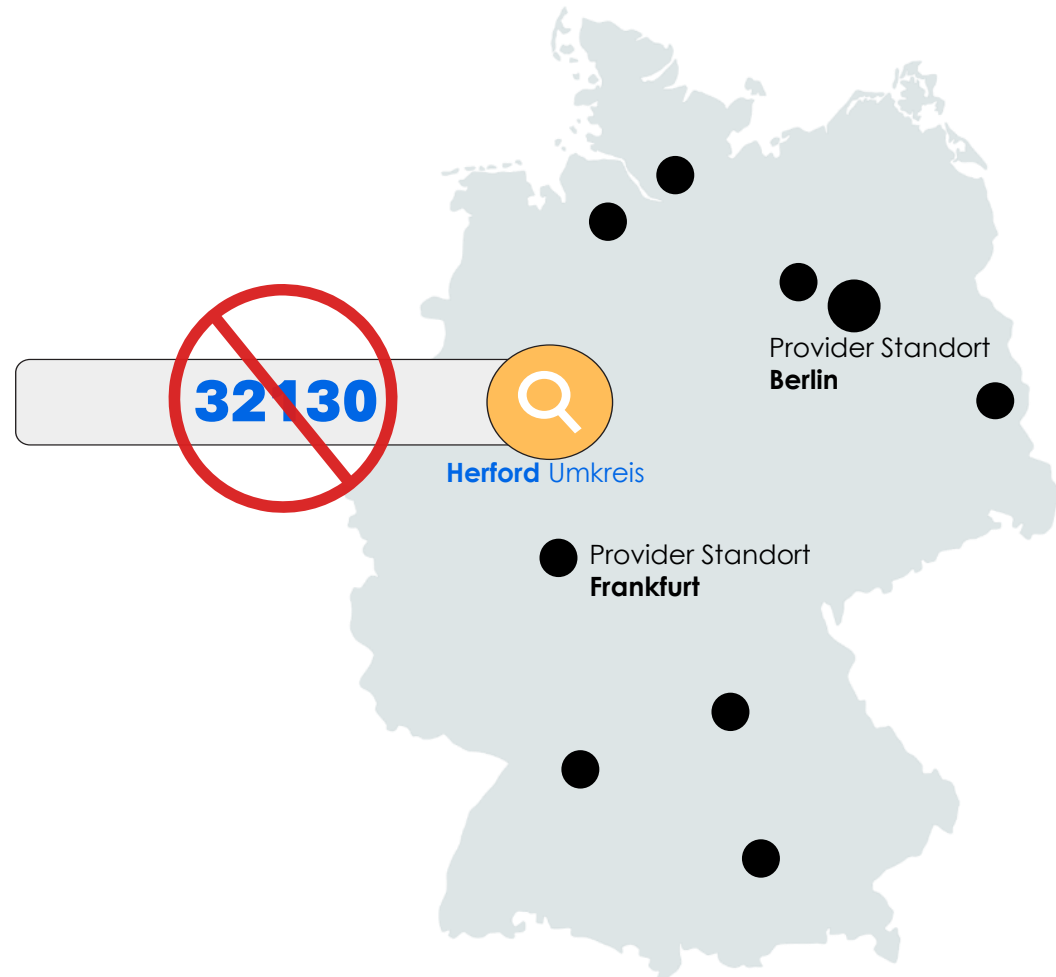 Provider Standort
Berlin
32130
Herford Umkreis
Provider Standort
Frankfurt